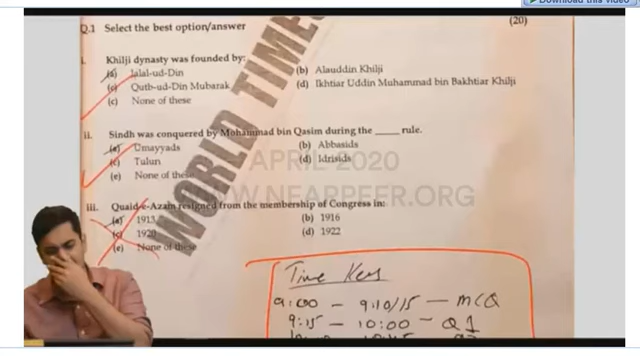 Download this video
(20)
Q.1 Select the best option/answer
i. Khilji dynasty was founded by:
(a) Jalal-ud-Din (b) Alauddin Khilji
(c) Qutb-ud-Din Mubarak (d) Ikhtiar Uddin Muhammad bin Bakhtiar Khilji
(c) None of these
ii. Sindh was conquered by Mohammad bin Qasim during the _____ rule.
(a) Umayyads (b) Abbasids
(c) Tulun (d) Idrisids
(e) None of these
iii. Quaid-e-Azam resigned from the membership of Congress in:
(a) 1913 (b) 1916
(c) 1920 (d) 1922
(e) None of these
WORLD TIMES
APRIL 2020
WWW.NEARPEER.ORG
Time Keys
9:00 - 9:10/15 - MCQ
9:15 - 10:00 - Q1